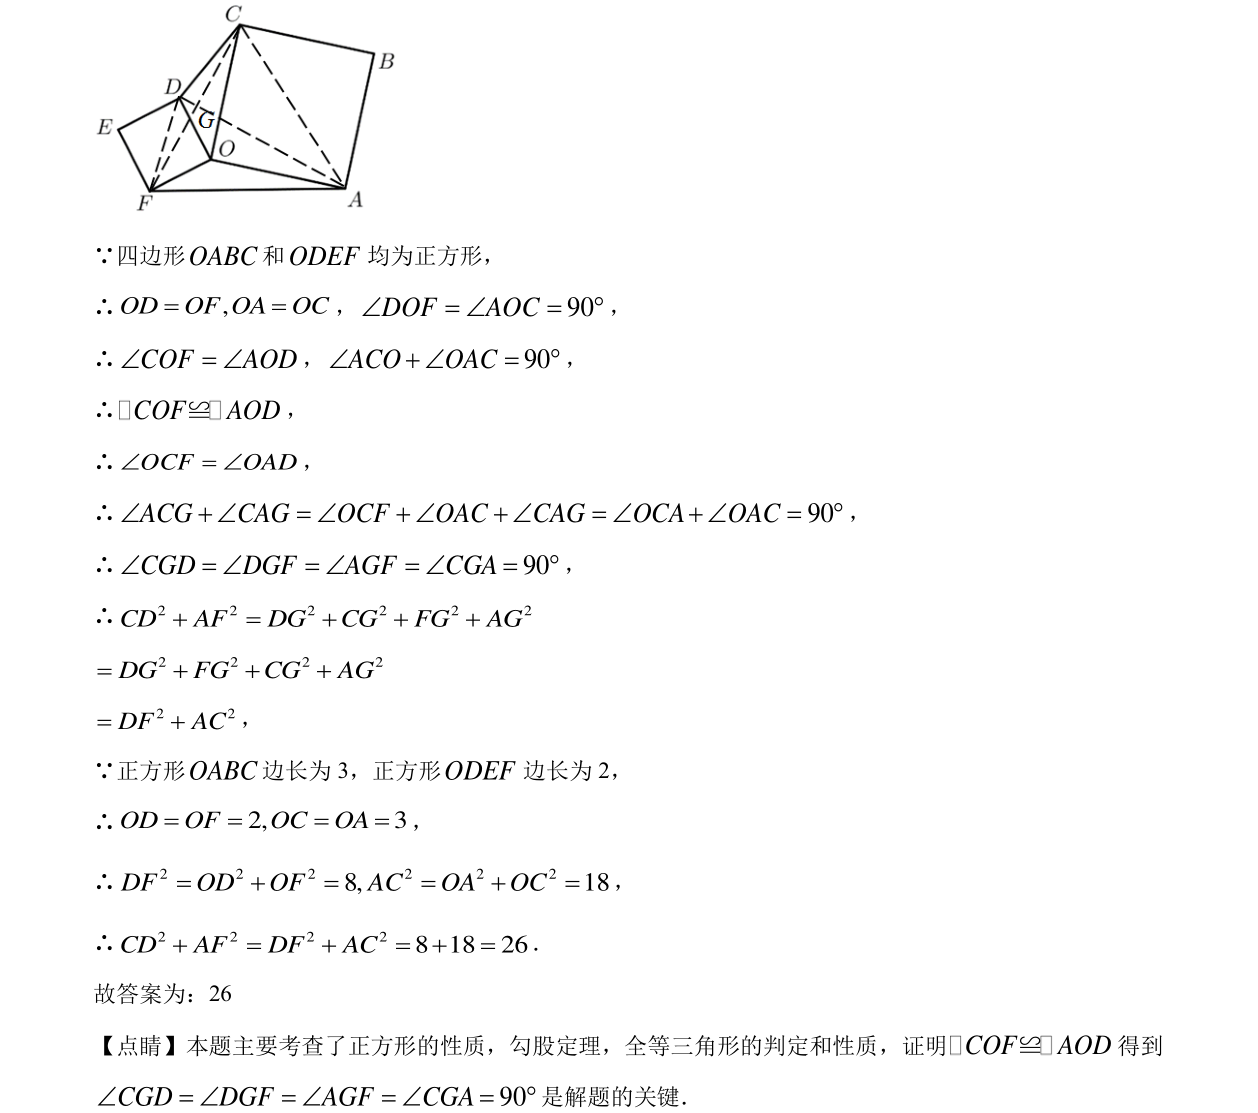 C
B
D
G
E
O
F
A
∵四边形OABC和ODEF均为正方形，
∴OD=OF,OA=OC，∠DOF=∠AOC=90°，
∴∠COF=∠AOD，∠ACO+∠OAC=90°，
∴□COF≌□AOD，
∴∠OCF=∠OAD，
∴∠ACG+∠CAG=∠OCF+∠OAC+∠CAG=∠OCA+∠OAC=90°，
∴∠CGD=∠DGF=∠AGF=∠CGA=90°，
∴CD²+AF²=DG²+CG²+FG²+AG²
=DG²+FG²+CG²+AG²
=DF²+AC²，
∵正方形OABC边长为3，正方形ODEF边长为2，
∴OD=OF=2,OC=OA=3，
∴DF²=OD²+OF²=8,AC²=OA²+OC²=18，
∴CD²+AF²=DF²+AC²=8+18=26．
故答案为：26
【点睛】本题主要考查了正方形的性质，勾股定理，全等三角形的判定和性质，证明□COF≌□AOD得到
∠CGD=∠DGF=∠AGF=∠CGA=90°是解题的关键．